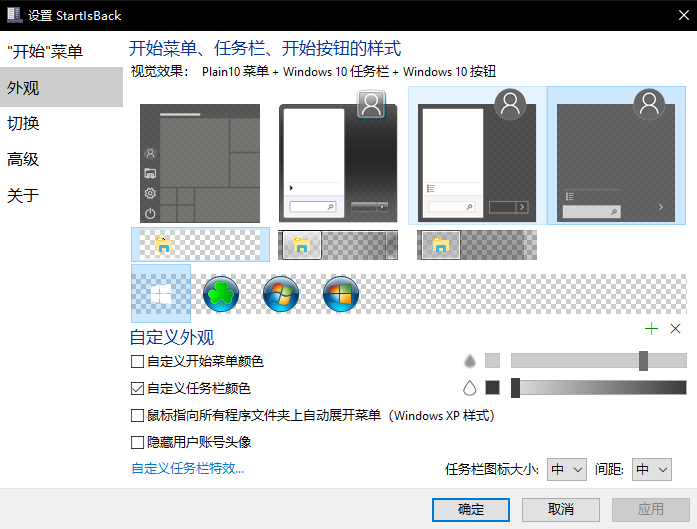 设置 StartIsBack
"开始"菜单
外观
切换
高级
关于
开始菜单、任务栏、开始按钮的样式
视觉效果: Plain10 菜单 + Windows 10 任务栏 + Windows 10 按钮
自定义外观
自定义开始菜单颜色
自定义任务栏颜色
鼠标指向所有程序文件夹上自动展开菜单（Windows XP 样式）
隐藏用户账号头像
自定义任务栏特效...
任务栏图标大小: 中 间距: 中
确定 取消 应用